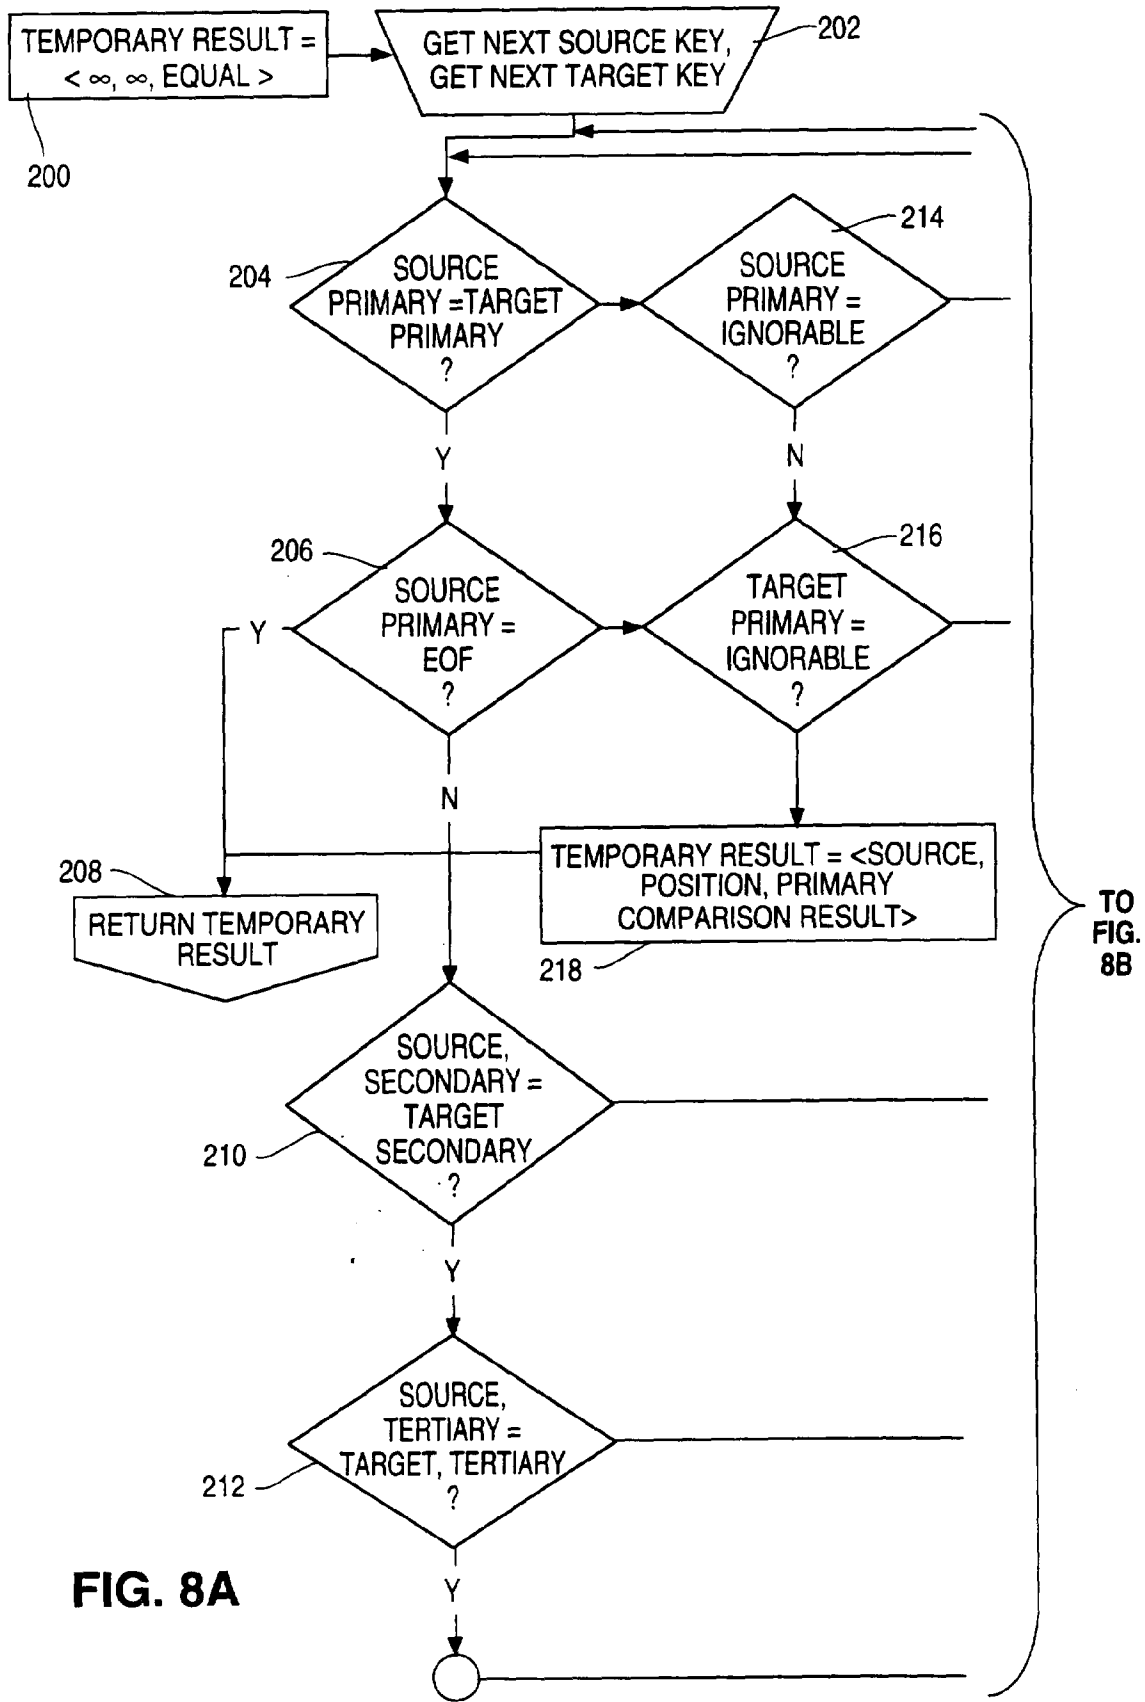 TEMPORARY RESULT =
< ∞, ∞, EQUAL >
200
GET NEXT SOURCE KEY,
GET NEXT TARGET KEY
202
204
SOURCE
PRIMARY =TARGET
PRIMARY
?
214
SOURCE
PRIMARY =
IGNORABLE
?
Y
N
206
SOURCE
PRIMARY =
EOF
?
Y
216
TARGET
PRIMARY =
IGNORABLE
?
N
208
RETURN TEMPORARY
RESULT
TEMPORARY RESULT = <SOURCE,
POSITION, PRIMARY
COMPARISON RESULT>
218
TO
FIG.
8B
SOURCE,
SECONDARY =
TARGET
SECONDARY
?
210
Y
SOURCE,
TERTIARY =
TARGET, TERTIARY
?
212
Y
FIG. 8A